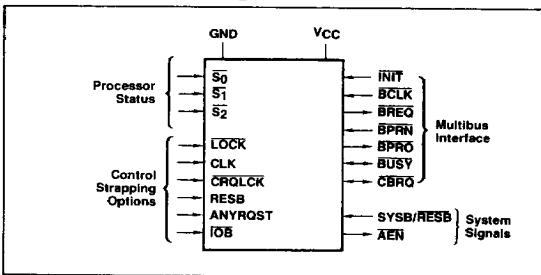 GND VCC
Processor Status
S0
S1
S2
Control Strapping Options
LOCK
CLK
CRQLCK
RESB
ANYRQST
IOB
INIT
BCLK
BREQ
BPRN
BPRO
BUSY
CBRQ
Multibus Interface
SYSB/RESB
AEN
System Signals